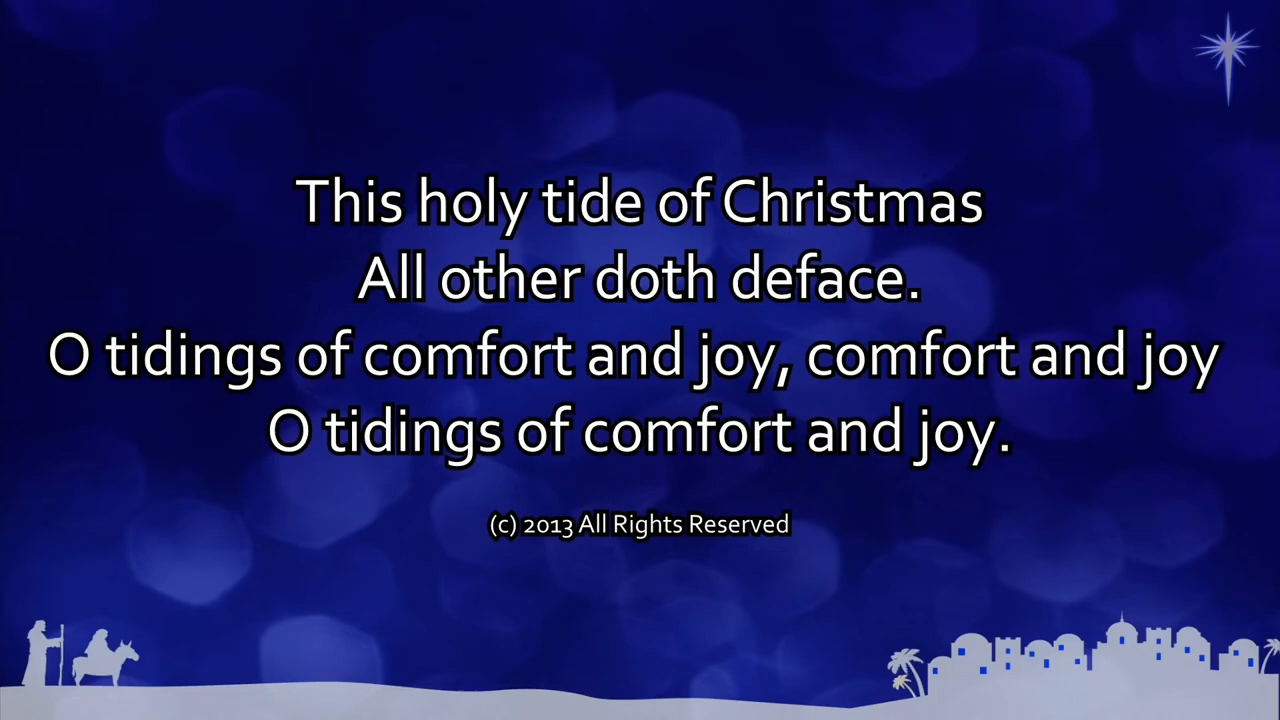 This holy tide of Christmas
All other doth deface.
O tidings of comfort and joy, comfort and joy
O tidings of comfort and joy.
(c) 2013 All Rights Reserved